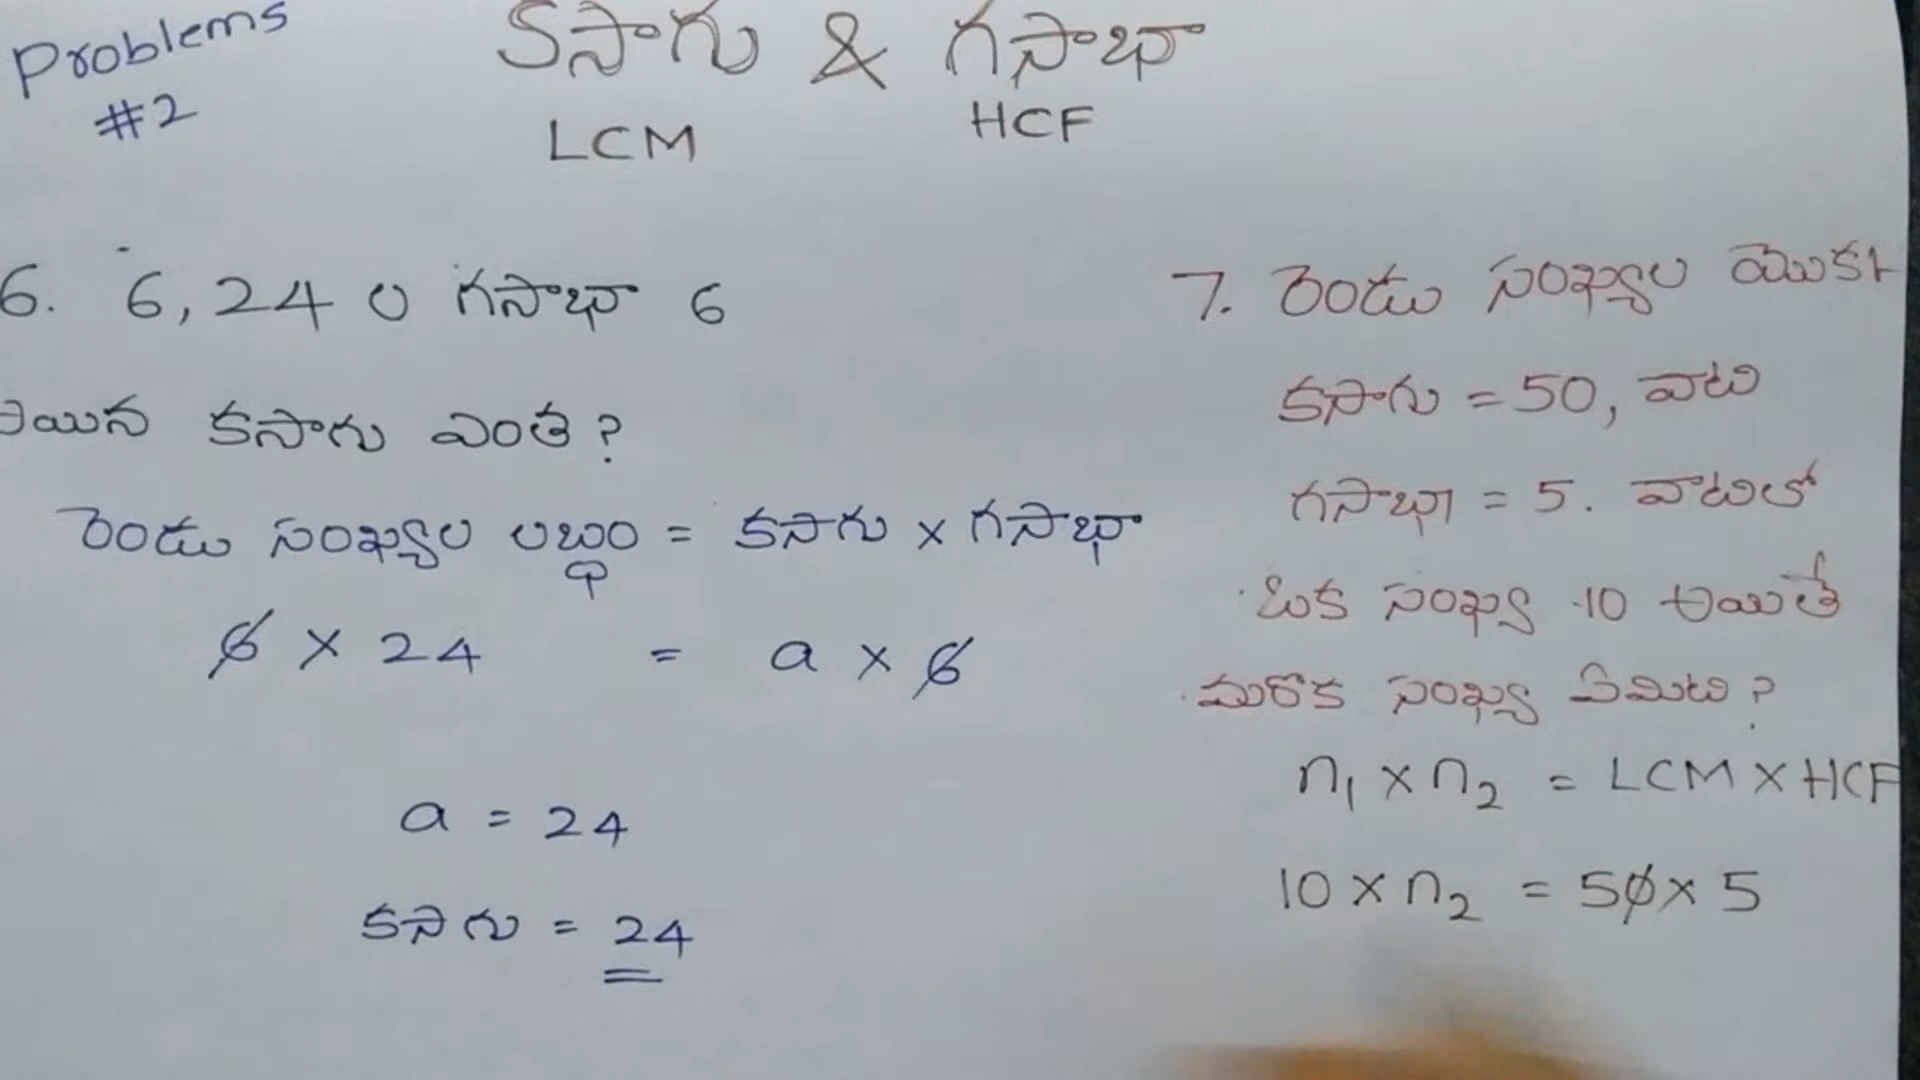 Problems
#2
కసాగు & గసాభా
LCM
HCF
6. 6, 24 ల గసాభా 6
అయిన కసాగు ఎంత?
రెండు సంఖ్యల లబ్ధం = కసాగు × గసాభా
6 × 24 = a × 6
a = 24
కసాగు = 24
7. రెండు సంఖ్యల యొక్క
కసాగు = 50, వాటి
గసాభా = 5. వాటిలో
ఒక సంఖ్య 10 అయితే
మరొక సంఖ్య ఏమిటి?
n₁ × n₂ = LCM × HCF
10 × n₂ = 50 × 5